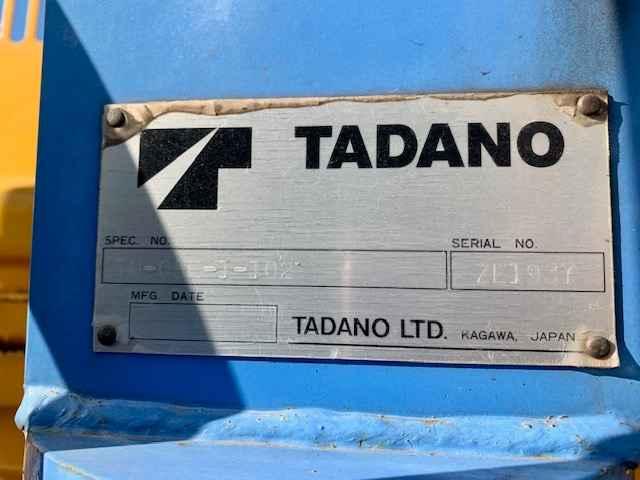 TADANO
SPEC. NO.
SERIAL NO.
MFG. DATE
TADANO LTD. KAGAWA, JAPAN